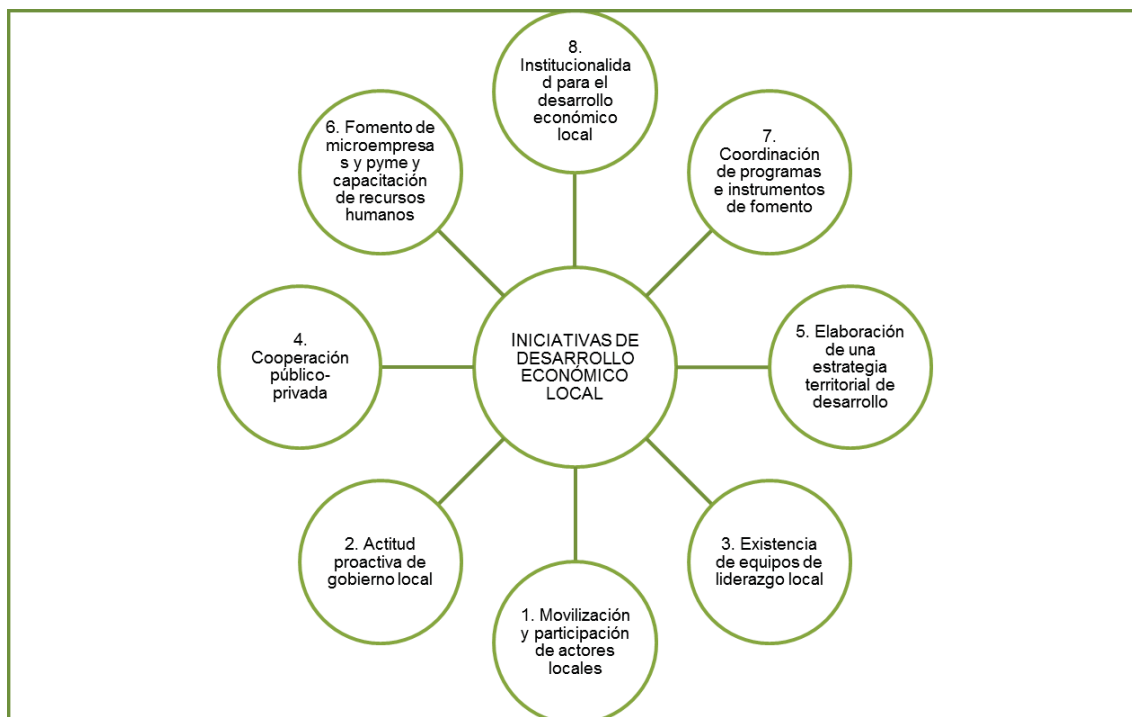 8.
Institucionalida
d para el
desarrollo
económico
local
6. Fomento de
microempresa
s y pyme y
capacitación
de recursos
humanos
7.
Coordinación
de programas
e instrumentos
de fomento
4.
Cooperación
público-
privada
INICIATIVAS DE
DESARROLLO
ECONÓMICO
LOCAL
5. Elaboración
de una
estrategia
territorial de
desarrollo
2. Actitud
proactiva de
gobierno local
3. Existencia
de equipos de
liderazgo local
1. Movilización
y participación
de actores
locales